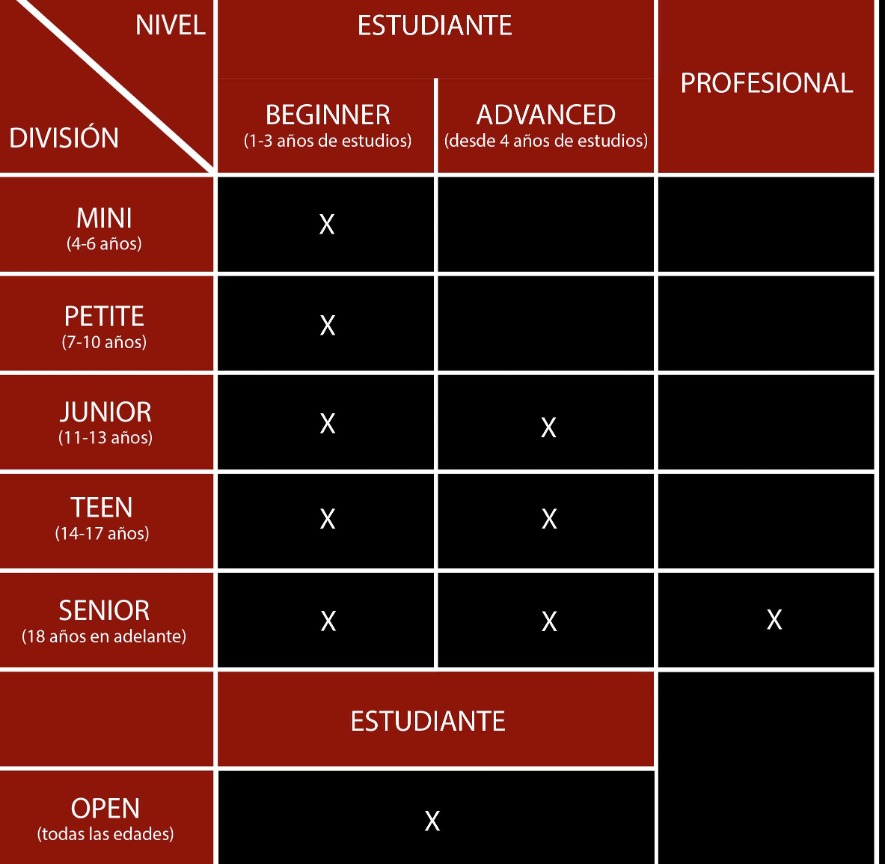 NIVEL
ESTUDIANTE
PROFESIONAL
DIVISIÓN
BEGINNER
(1-3 años de estudios)
ADVANCED
(desde 4 años de estudios)
MINI
(4-6 años)
X
PETITE
(7-10 años)
X
JUNIOR
(11-13 años)
X
X
TEEN
(14-17 años)
X
X
SENIOR
(18 años en adelante)
X
X
X
ESTUDIANTE
OPEN
(todas las edades)
X